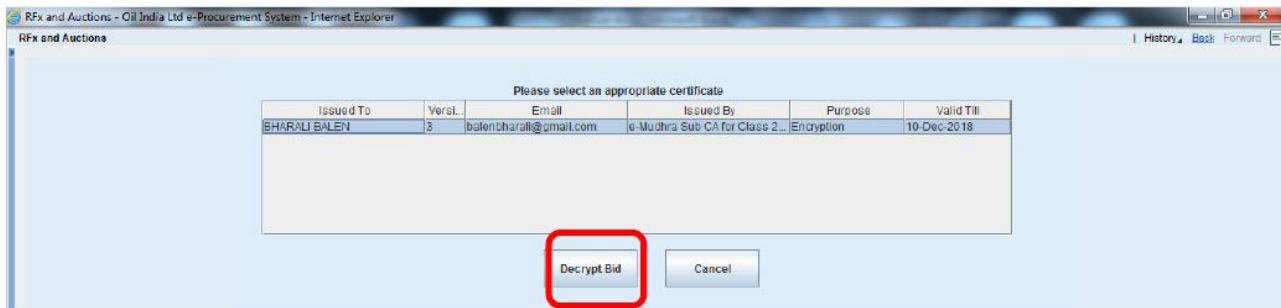 RFx and Auctions - Oil India Ltd e-Procurement System - Internet Explorer
RFx and Auctions
History Back Forward
Please select an appropriate certificate
Issued To Versi... Email Issued By Purpose Valid Till
BHARALI BALEN 3 balenbharali@gmail.com e-Mudhra Sub CA for Class 2... Encryption 10-Dec-2018
Decrypt Bid Cancel